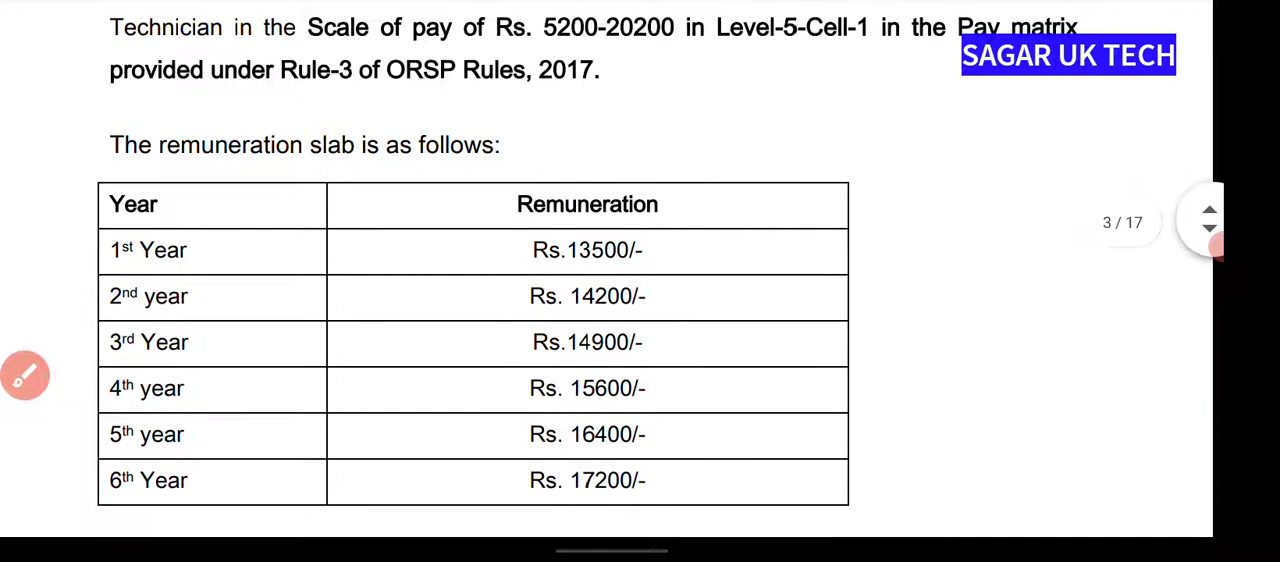 Technician in the Scale of pay of Rs. 5200-20200 in Level-5-Cell-1 in the Pay matrix
provided under Rule-3 of ORSP Rules, 2017.
SAGAR UK TECH
The remuneration slab is as follows:
Year Remuneration
1st Year Rs.13500/-
3 / 17
2nd year Rs. 14200/-
3rd Year Rs.14900/-
4th year Rs. 15600/-
5th year Rs. 16400/-
6th Year Rs. 17200/-